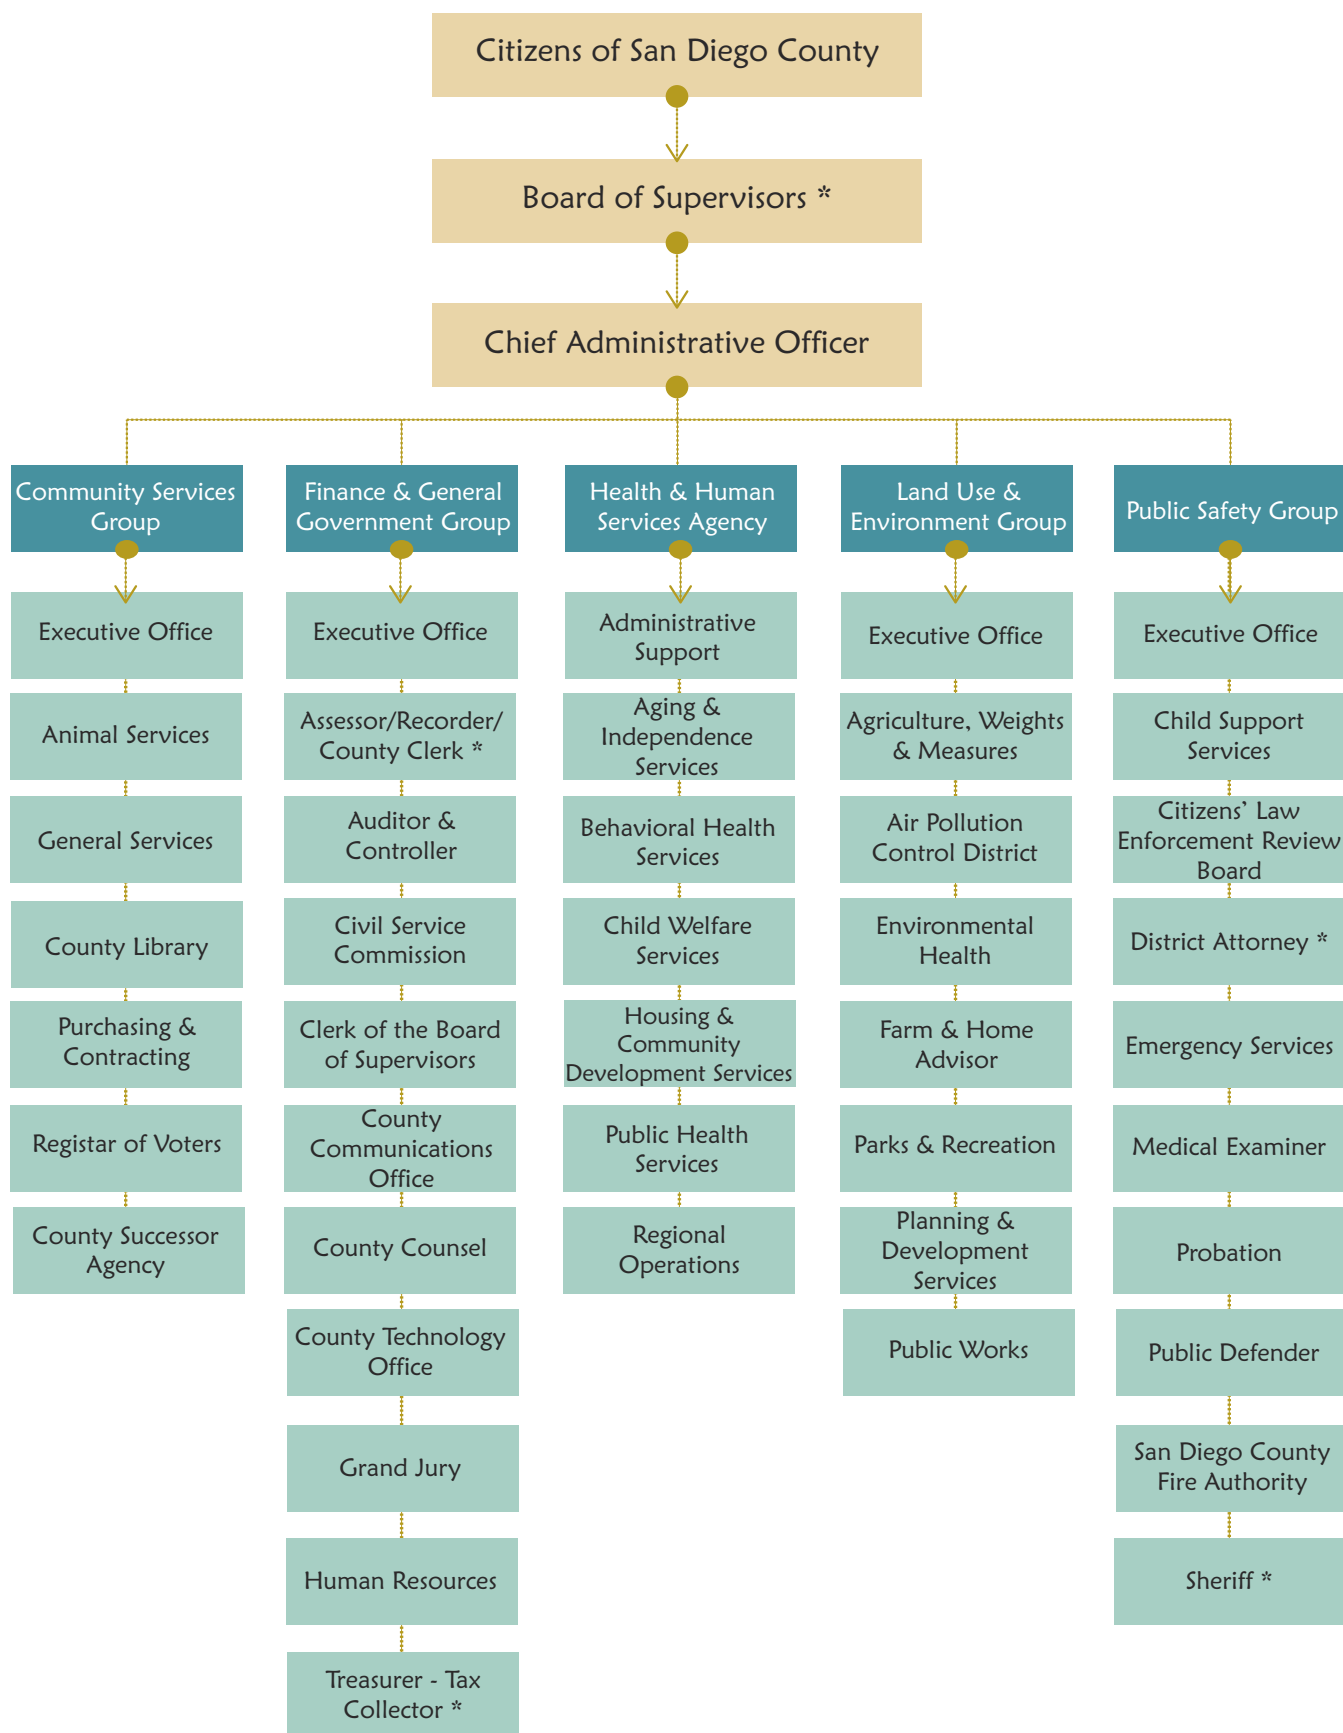 Citizens of San Diego County
Board of Supervisors *
Chief Administrative Officer
Community Services
Group
Executive Office
Animal Services
General Services
County Library
Purchasing &
Contracting
Registar of Voters
County Successor
Agency
Finance & General
Government Group
Executive Office
Assessor/Recorder/
County Clerk *
Auditor &
Controller
Civil Service
Commission
Clerk of the Board
of Supervisors
County
Communications
Office
County Counsel
County Technology
Office
Grand Jury
Human Resources
Treasurer - Tax
Collector *
Health & Human
Services Agency
Administrative
Support
Aging &
Independence
Services
Behavioral Health
Services
Child Welfare
Services
Housing &
Community
Development Services
Public Health
Services
Regional
Operations
Land Use &
Environment Group
Executive Office
Agriculture, Weights
& Measures
Air Pollution
Control District
Environmental
Health
Farm & Home
Advisor
Parks & Recreation
Planning &
Development
Services
Public Works
Public Safety Group
Executive Office
Child Support
Services
Citizens’ Law
Enforcement Review
Board
District Attorney *
Emergency Services
Medical Examiner
Probation
Public Defender
San Diego County
Fire Authority
Sheriff *